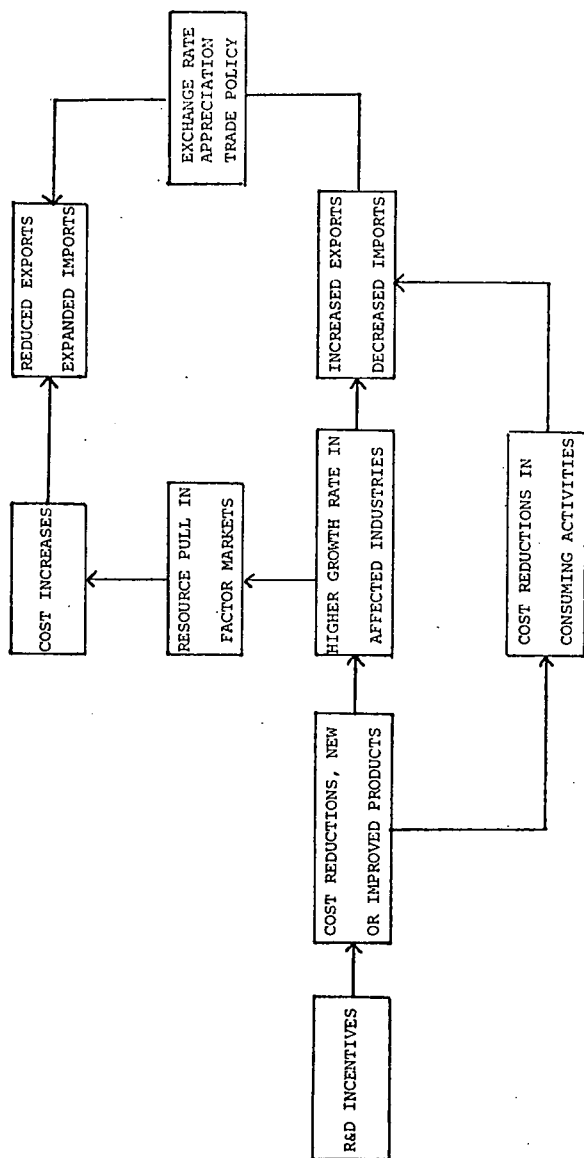 R&D INCENTIVES
COST REDUCTIONS, NEW
OR IMPROVED PRODUCTS
HIGHER GROWTH RATE IN
AFFECTED INDUSTRIES
COST REDUCTIONS IN
CONSUMING ACTIVITIES
RESOURCE PULL IN
FACTOR MARKETS
COST INCREASES
INCREASED EXPORTS
DECREASED IMPORTS
EXCHANGE RATE
APPRECIATION
TRADE POLICY
REDUCED EXPORTS
EXPANDED IMPORTS